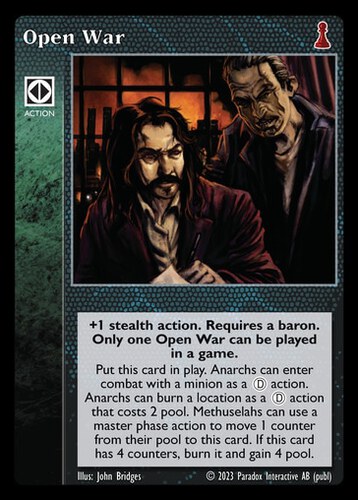 Open War
ACTION
+1 stealth action. Requires a baron.
Only one Open War can be played
in a game.
Put this card in play. Anarchs can enter
combat with a minion as a Ⓓ action.
Anarchs can burn a location as a Ⓓ action
that costs 2 pool. Methuselahs can use a
master phase action to move 1 counter
from their pool to this card. If this card
has 4 counters, burn it and gain 4 pool.
Illus: John Bridges © 2023 Paradox Interactive AB (publ)